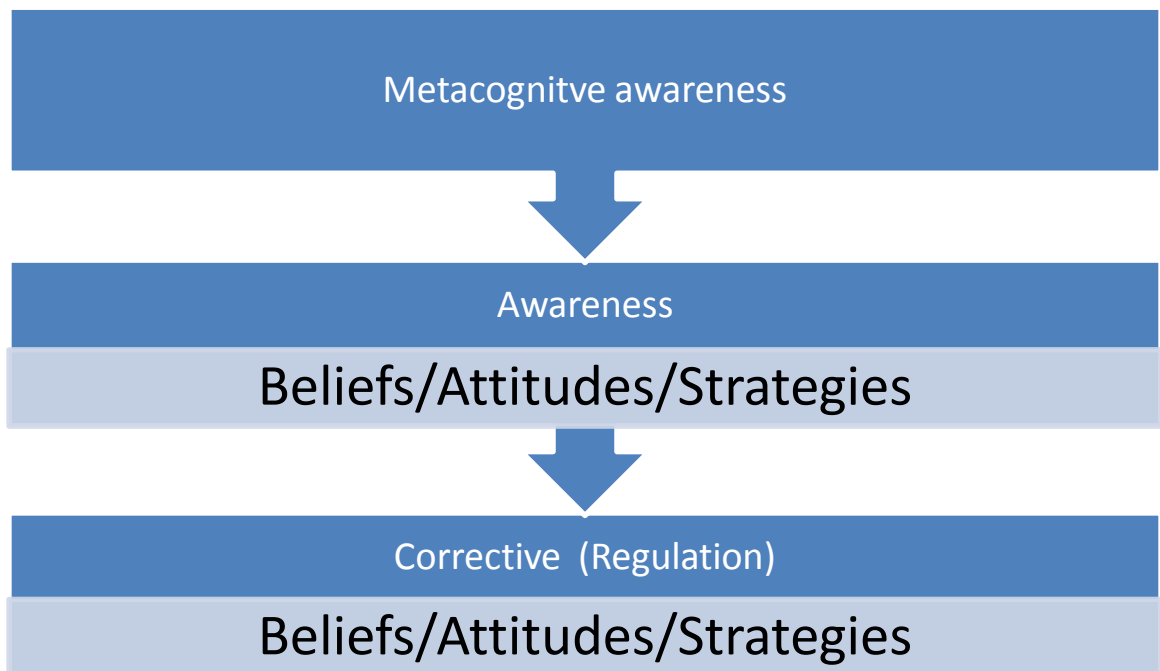 Metacognitve awareness
Awareness
Beliefs/Attitudes/Strategies
Corrective (Regulation)
Beliefs/Attitudes/Strategies